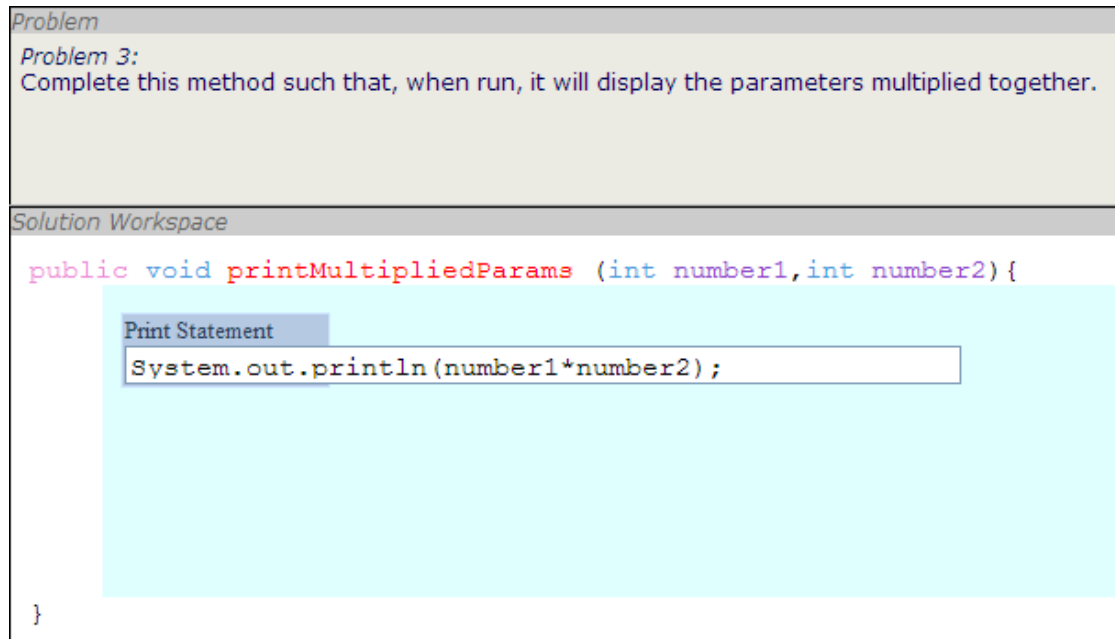 Problem
Problem 3:
Complete this method such that, when run, it will display the parameters multiplied together.
Solution Workspace
public void printMultipliedParams (int number1,int number2){
Print Statement
System.out.println(number1*number2);
}